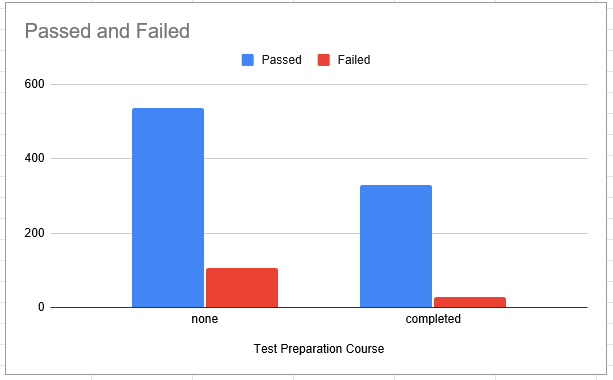 Passed and Failed
Passed Failed
600
400
200
0
none completed
Test Preparation Course